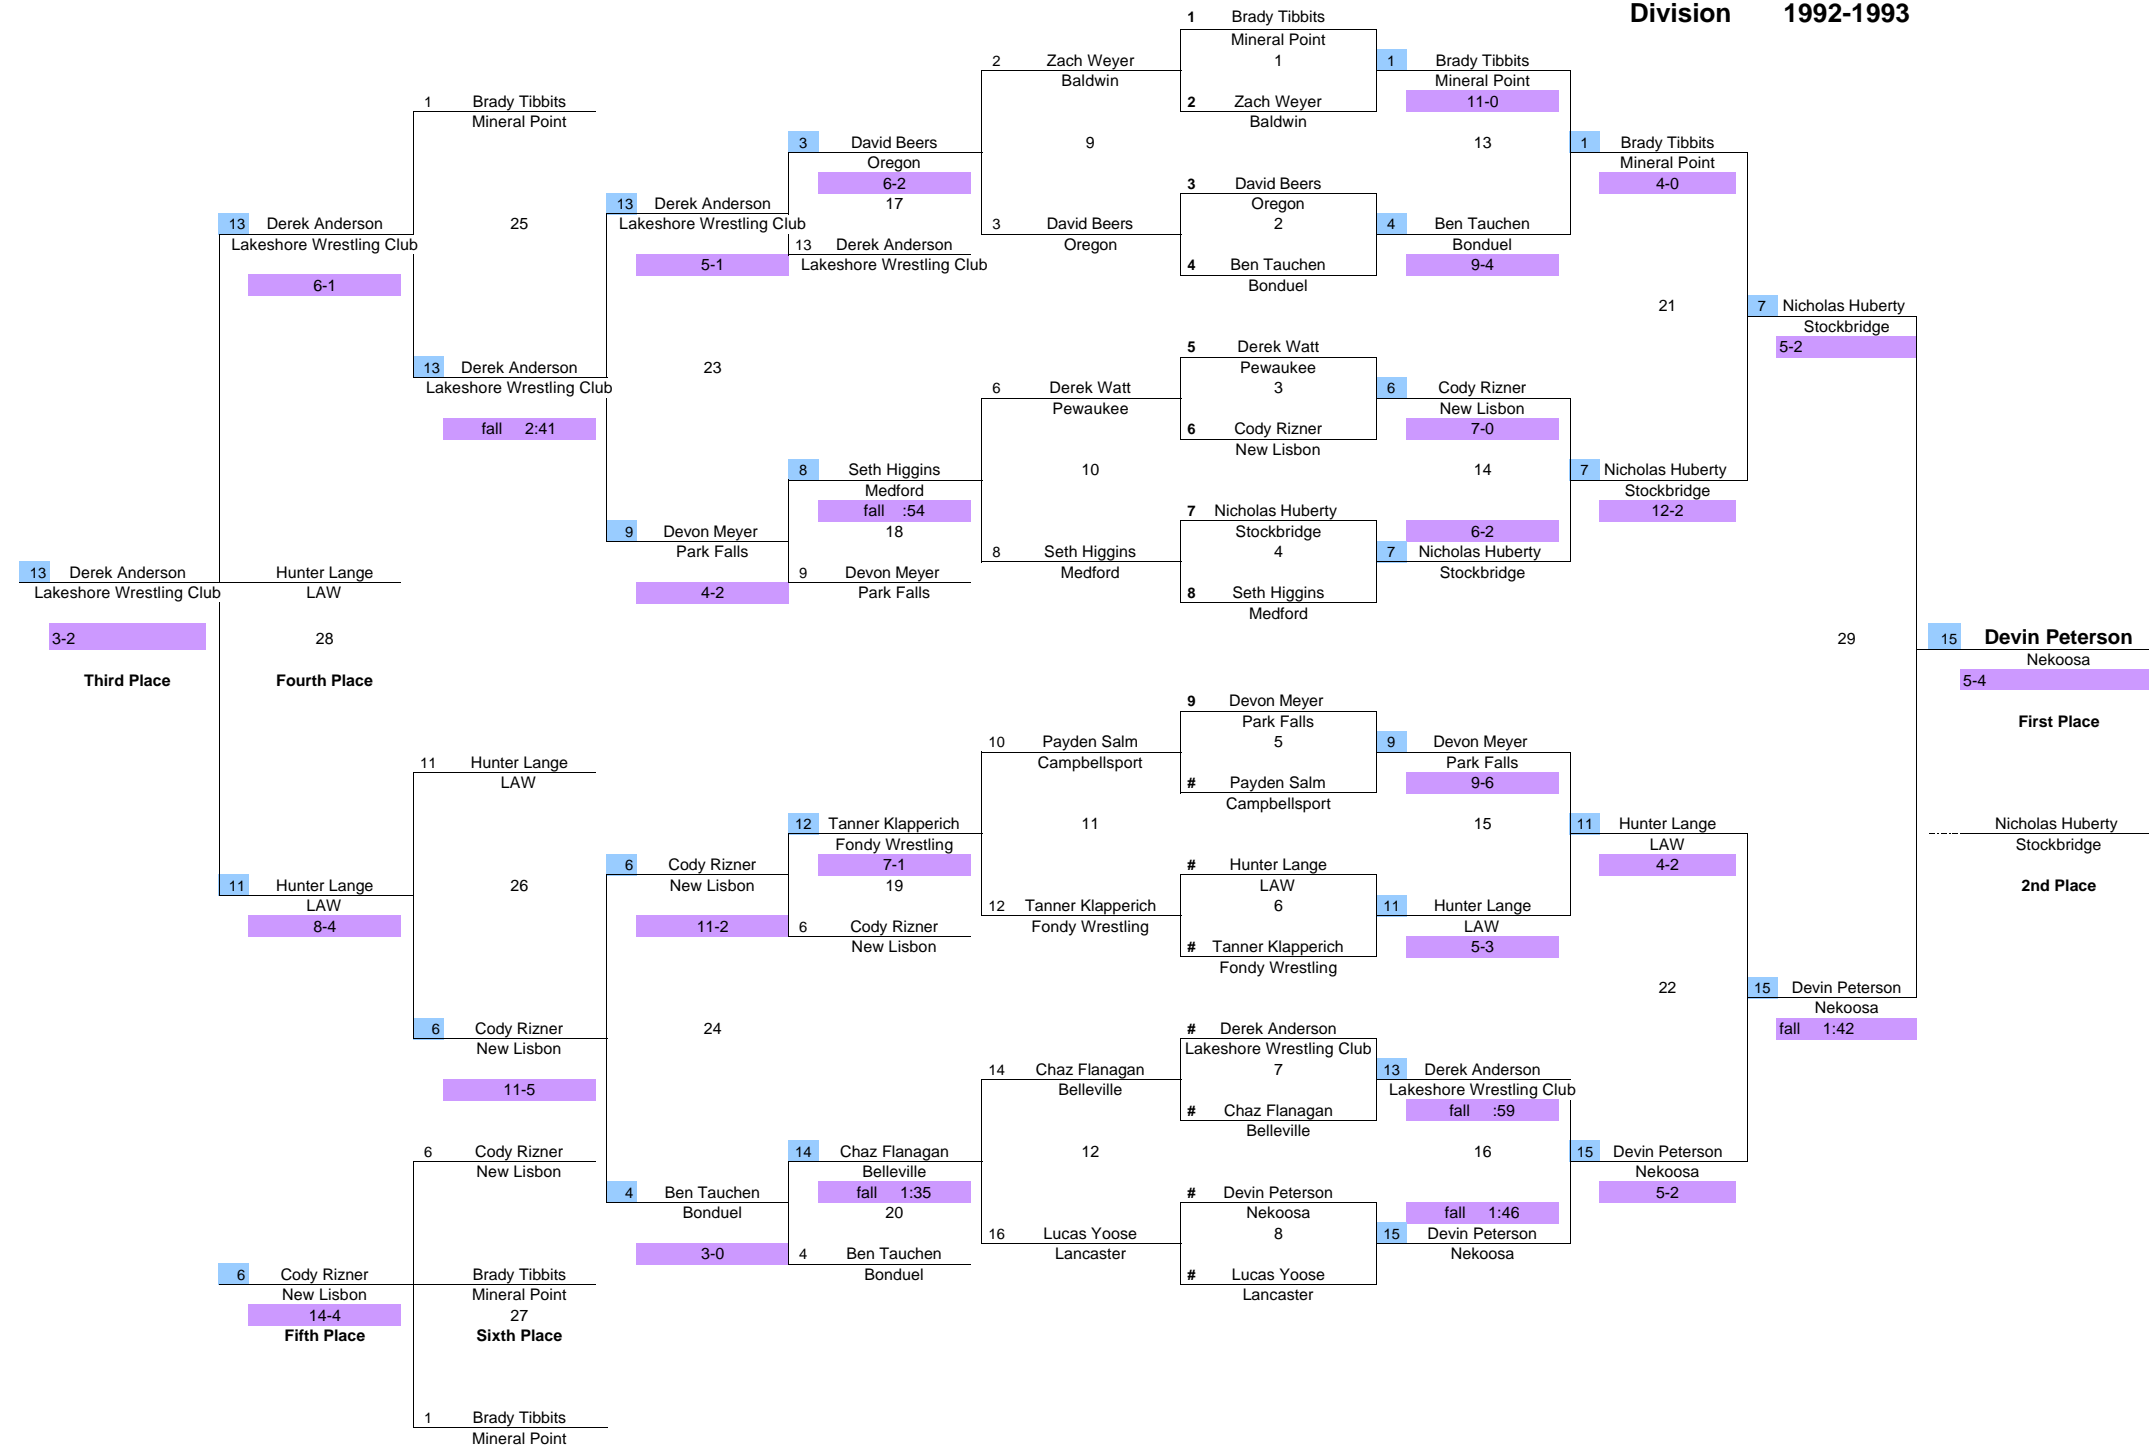 Division 1992-1993
1 Brady Tibbits
Mineral Point
1
2 Zach Weyer
Baldwin
3 David Beers
Oregon
2
4 Ben Tauchen
Bonduel
5 Derek Watt
Pewaukee
3
6 Cody Rizner
New Lisbon
7 Nicholas Huberty
Stockbridge
4
8 Seth Higgins
Medford
9 Devon Meyer
Park Falls
5
# Payden Salm
Campbellsport
# Hunter Lange
LAW
6
# Tanner Klapperich
Fondy Wrestling
# Derek Anderson
Lakeshore Wrestling Club
7
# Chaz Flanagan
Belleville
# Devin Peterson
Nekoosa
8
# Lucas Yoose
Lancaster
1 Brady Tibbits
Mineral Point
11-0
13
4 Ben Tauchen
Bonduel
9-4
6 Cody Rizner
New Lisbon
7-0
14
6-2
7 Nicholas Huberty
Stockbridge
9 Devon Meyer
Park Falls
9-6
15
11 Hunter Lange
LAW
5-3
13 Derek Anderson
Lakeshore Wrestling Club
fall :59
16
fall 1:46
15 Devin Peterson
Nekoosa
1 Brady Tibbits
Mineral Point
4-0
21
7 Nicholas Huberty
Stockbridge
12-2
11 Hunter Lange
LAW
4-2
22
15 Devin Peterson
Nekoosa
5-2
7 Nicholas Huberty
Stockbridge
5-2
29
15 Devin Peterson
Nekoosa
fall 1:42
15 Devin Peterson
Nekoosa
5-4
First Place
Nicholas Huberty
Stockbridge
2nd Place
2 Zach Weyer
Baldwin
9
3 David Beers
Oregon
6 Derek Watt
Pewaukee
10
8 Seth Higgins
Medford
10 Payden Salm
Campbellsport
11
12 Tanner Klapperich
Fondy Wrestling
14 Chaz Flanagan
Belleville
12
16 Lucas Yoose
Lancaster
3 David Beers
Oregon
6-2
17
13 Derek Anderson
Lakeshore Wrestling Club
8 Seth Higgins
Medford
fall :54
18
9 Devon Meyer
Park Falls
12 Tanner Klapperich
Fondy Wrestling
7-1
19
6 Cody Rizner
New Lisbon
14 Chaz Flanagan
Belleville
fall 1:35
20
4 Ben Tauchen
Bonduel
13 Derek Anderson
Lakeshore Wrestling Club
5-1
23
9 Devon Meyer
Park Falls
4-2
6 Cody Rizner
New Lisbon
11-2
24
4 Ben Tauchen
Bonduel
3-0
1 Brady Tibbits
Mineral Point
25
13 Derek Anderson
Lakeshore Wrestling Club
fall 2:41
11 Hunter Lange
LAW
26
6 Cody Rizner
New Lisbon
11-5
13 Derek Anderson
Lakeshore Wrestling Club
6-1
11 Hunter Lange
LAW
8-4
13 Derek Anderson
Lakeshore Wrestling Club
3-2
Third Place
Hunter Lange
LAW
28
Fourth Place
6 Cody Rizner
New Lisbon
6 Cody Rizner
New Lisbon
14-4
Fifth Place
Brady Tibbits
Mineral Point
27
Sixth Place
1 Brady Tibbits
Mineral Point